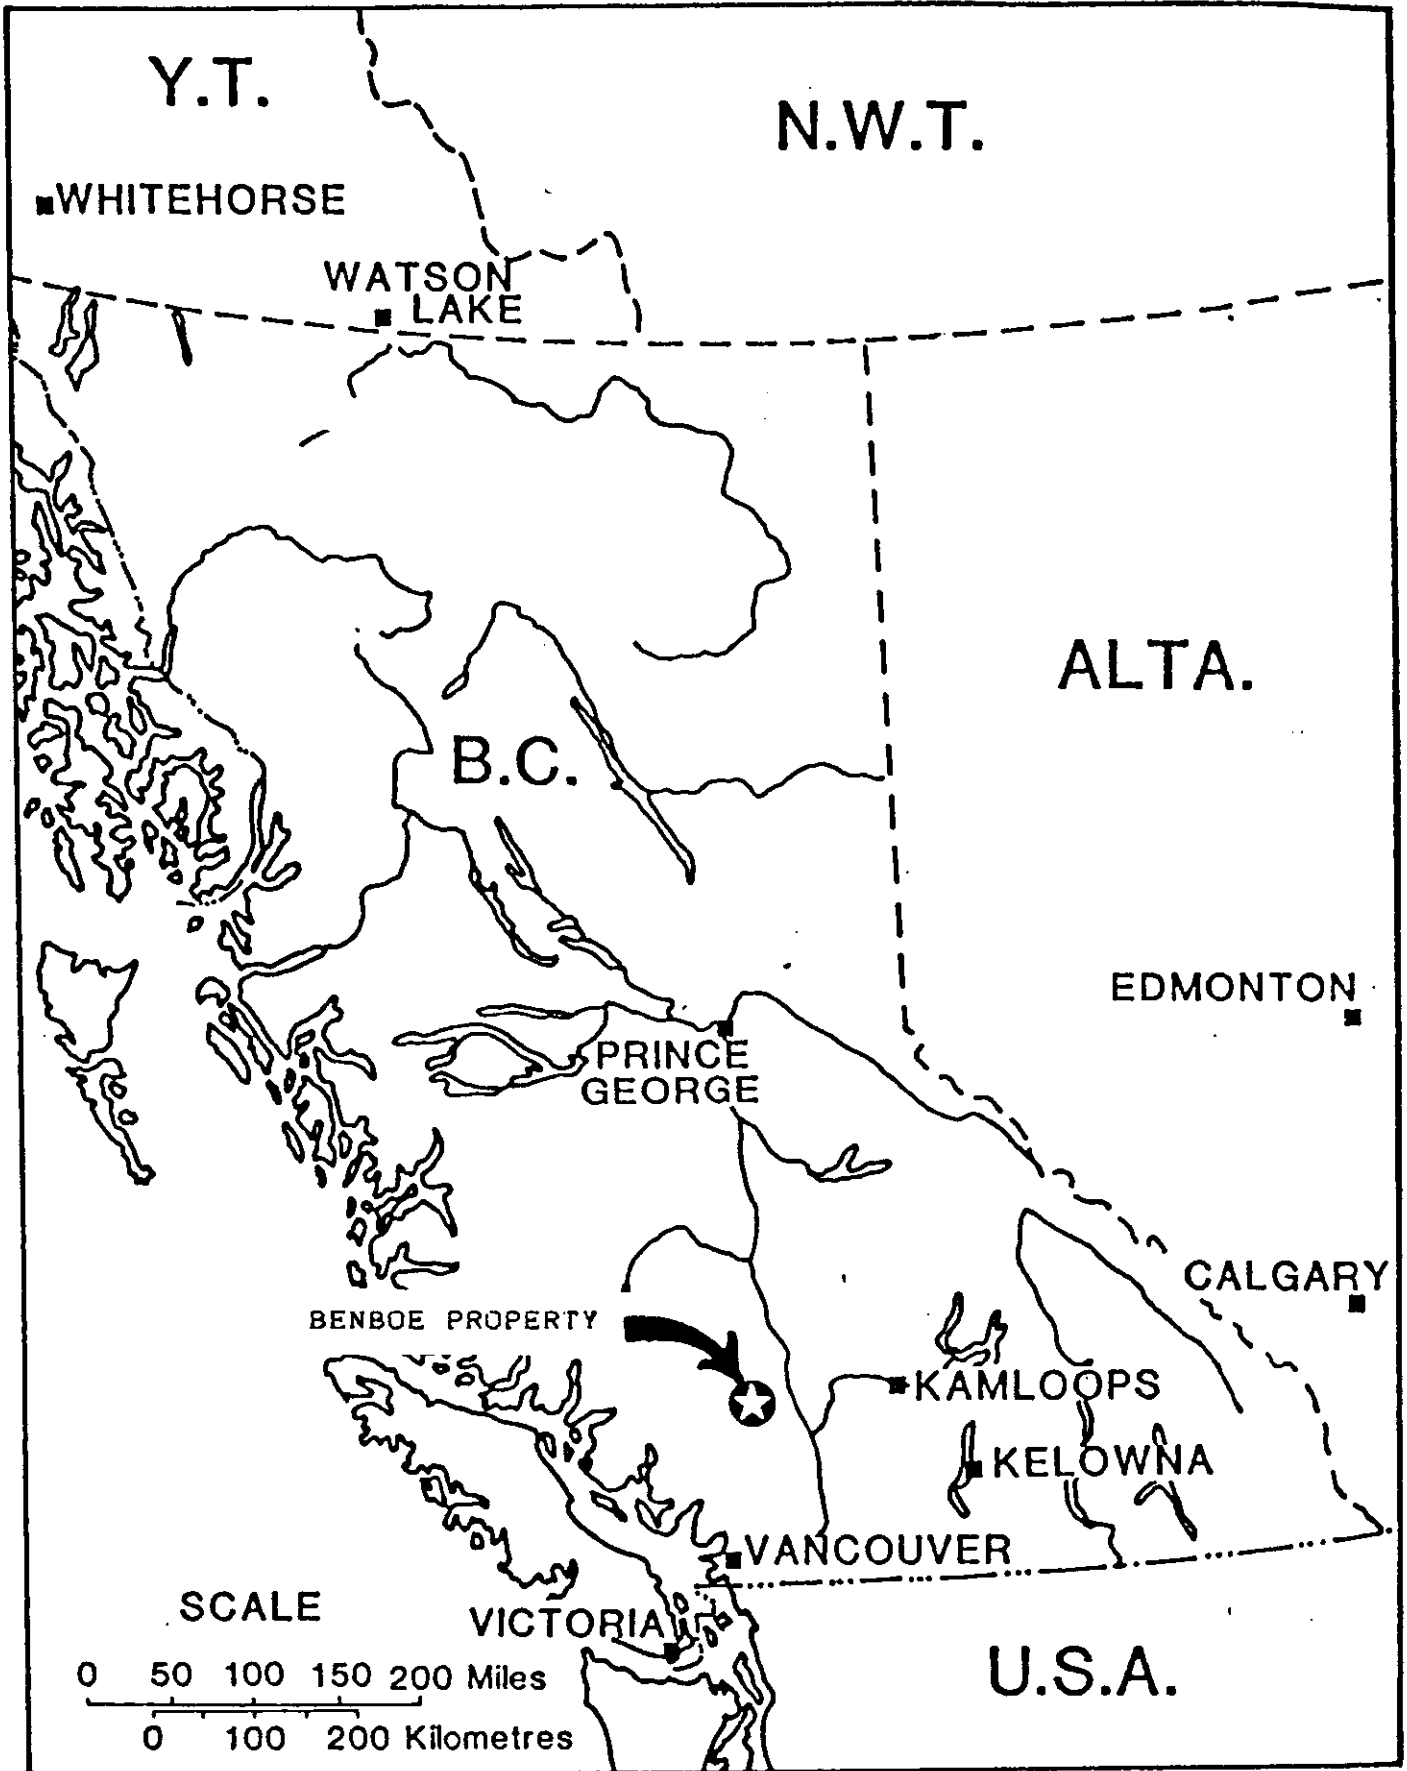 Y.T.
N.W.T.
WHITEHORSE
WATSON
LAKE
ALTA.
B.C.
EDMONTON
PRINCE
GEORGE
CALGARY
BENBOE PROPERTY
KAMLOOPS
KELOWNA
VANCOUVER
SCALE
VICTORIA
0 50 100 150 200 Miles
U.S.A.
0 100 200 Kilometres